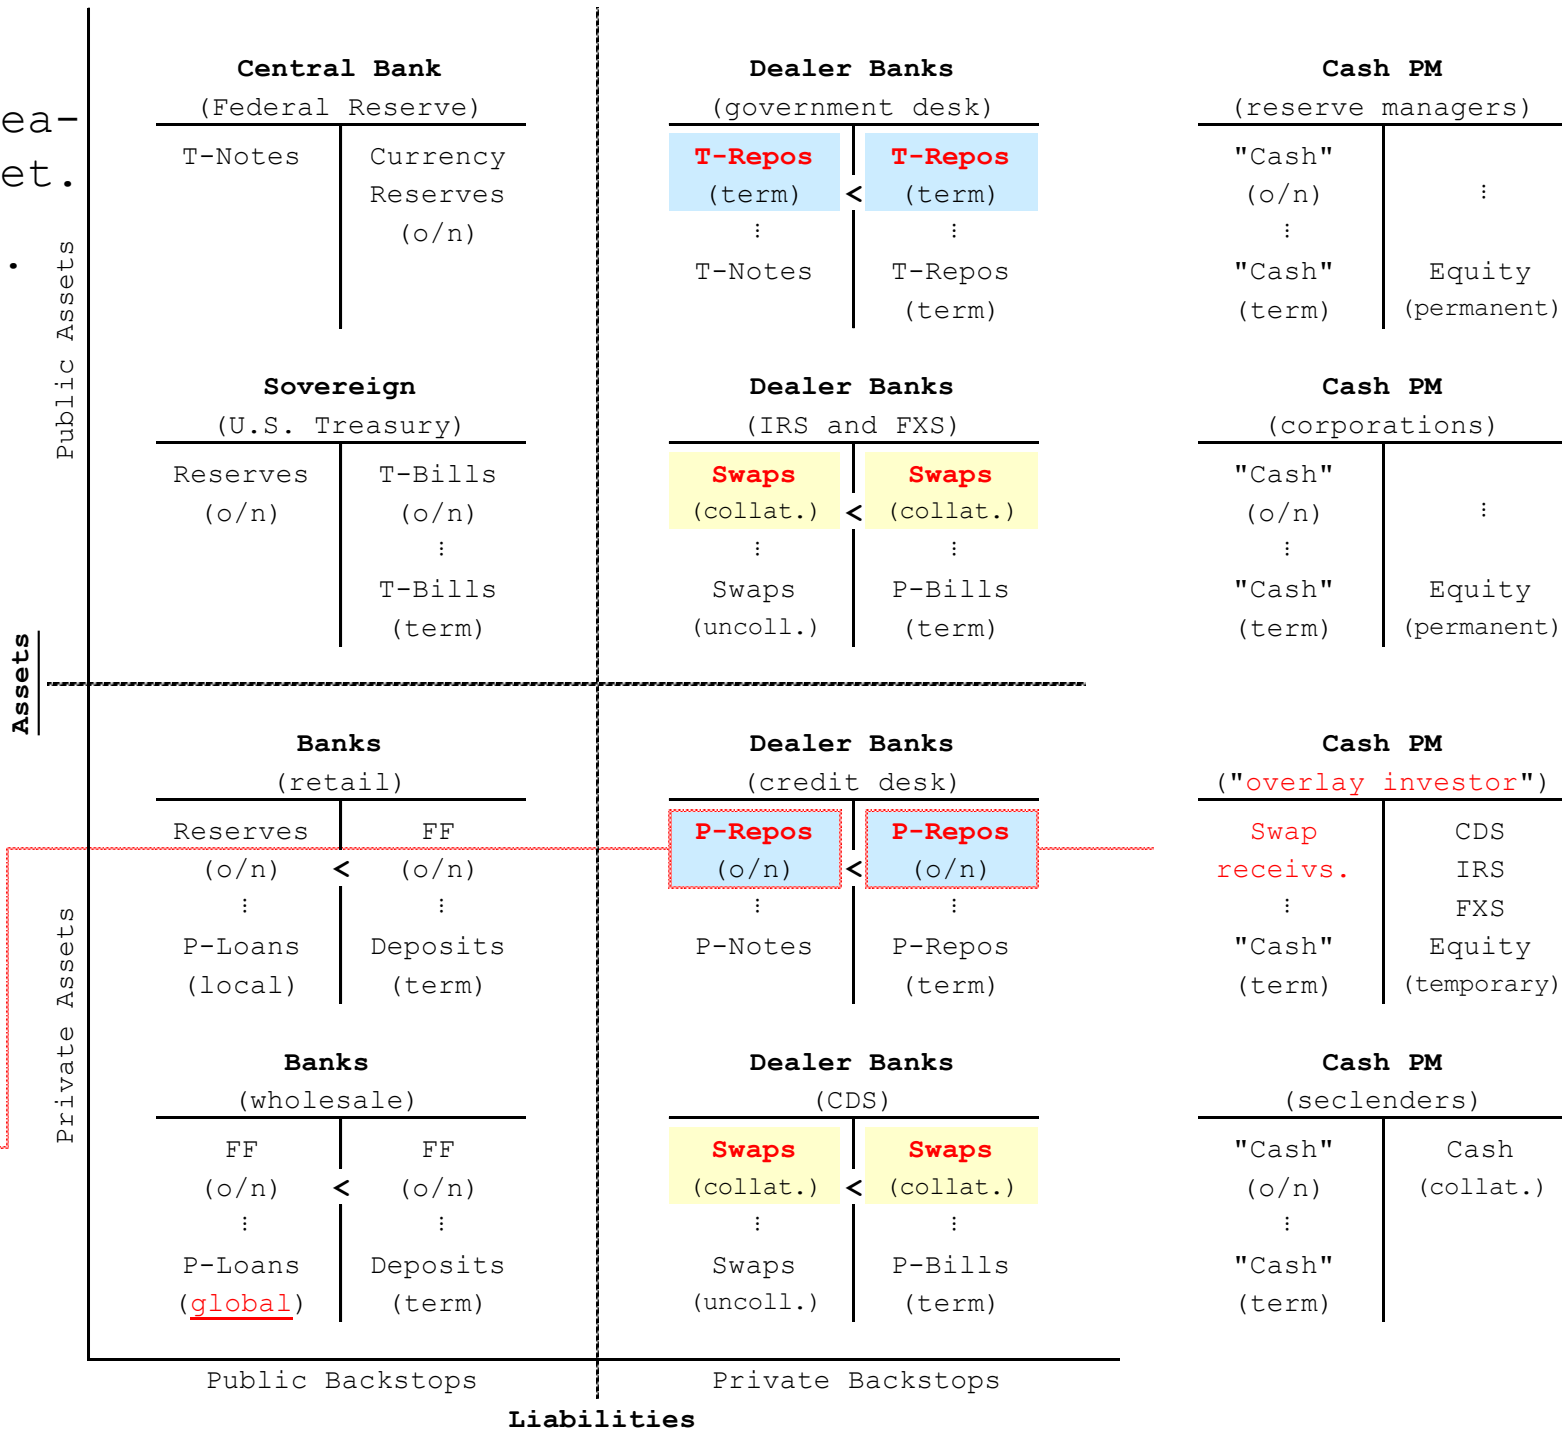 ea-
et.
.
Public Assets
Assets
Private Assets
Central Bank
(Federal Reserve)
T-Notes
Currency
Reserves
(o/n)
Sovereign
(U.S. Treasury)
Reserves
(o/n)
T-Bills
(o/n)
⋮
T-Bills
(term)
Banks
(retail)
Reserves
(o/n)
⋮
P-Loans
(local)
<
FF
(o/n)
⋮
Deposits
(term)
Banks
(wholesale)
FF
(o/n)
⋮
P-Loans
(global)
<
FF
(o/n)
⋮
Deposits
(term)
Dealer Banks
(government desk)
T-Repos
(term)
⋮
T-Notes
<
T-Repos
(term)
⋮
T-Repos
(term)
Dealer Banks
(IRS and FXS)
Swaps
(collat.)
⋮
Swaps
(uncoll.)
<
Swaps
(collat.)
⋮
P-Bills
(term)
Dealer Banks
(credit desk)
P-Repos
(o/n)
⋮
P-Notes
<
P-Repos
(o/n)
⋮
P-Repos
(term)
Dealer Banks
(CDS)
Swaps
(collat.)
⋮
Swaps
(uncoll.)
<
Swaps
(collat.)
⋮
P-Bills
(term)
Cash PM
(reserve managers)
"Cash"
(o/n)
⋮
"Cash"
(term)
⋮
Equity
(permanent)
Cash PM
(corporations)
"Cash"
(o/n)
⋮
"Cash"
(term)
⋮
Equity
(permanent)
Cash PM
("overlay investor")
Swap
receivs.
⋮
"Cash"
(term)
CDS
IRS
FXS
Equity
(temporary)
Cash PM
(seclenders)
"Cash"
(o/n)
⋮
"Cash"
(term)
Cash
(collat.)
Public Backstops
Private Backstops
Liabilities